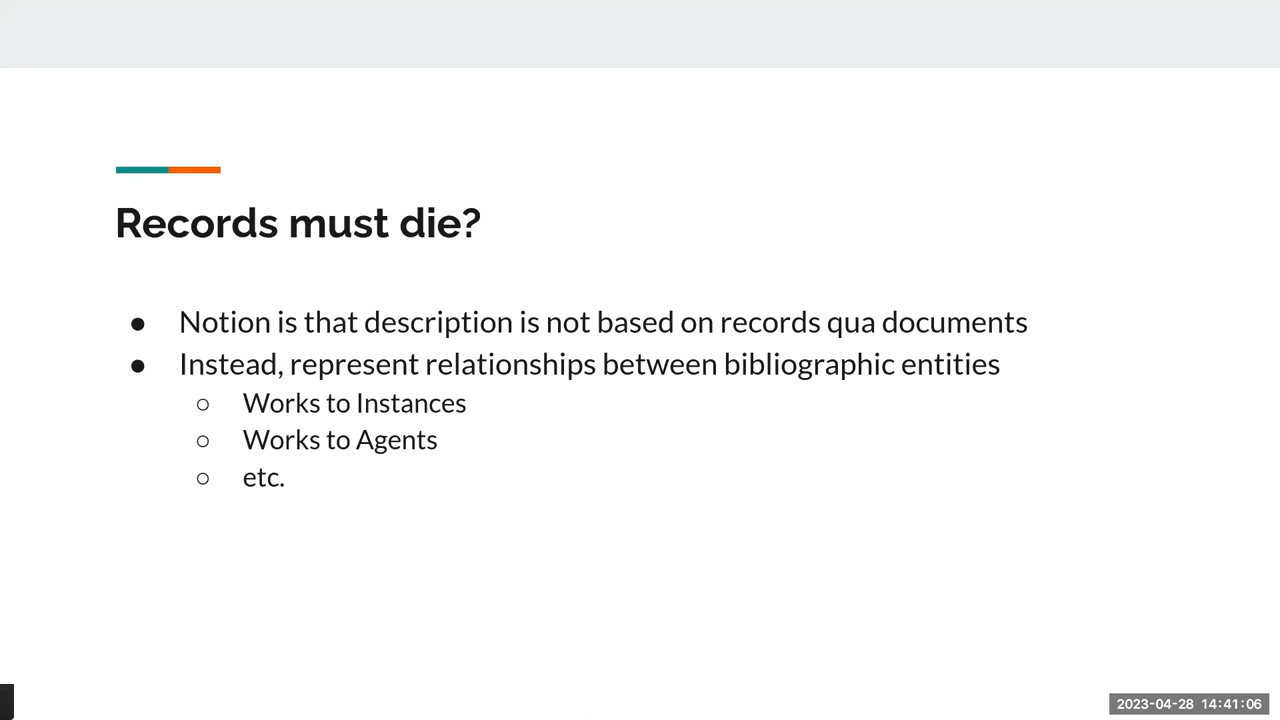 Records must die?
● Notion is that description is not based on records qua documents
● Instead, represent relationships between bibliographic entities
○ Works to Instances
○ Works to Agents
○ etc.
2023-04-28 14:41:06